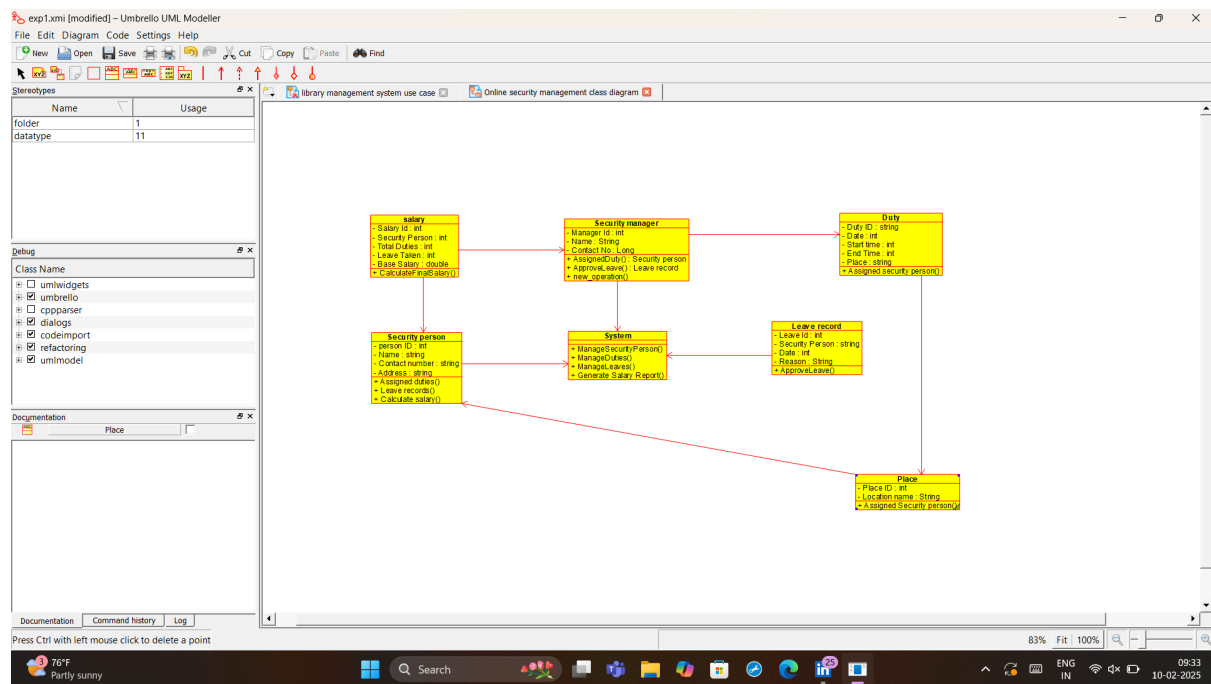 exp1.xmi [modified] – Umbrello UML Modeller
File Edit Diagram Code Settings Help
New Open Save Cut Copy Paste Find
Stereotypes
library management system use case
Online security management class diagram
Name Usage
folder 1
datatype 11
Debug
Class Name
umlwidgets
umbrello
cppparser
dialogs
codeimport
refactoring
umlmodel
Documentation
Place
Documentation Command history Log
salary
- Salary Id : int
- Security Person : int
- Total Duties : int
- Leave Taken : int
- Base Salary : double
+ CalculateFinalSalary()
Security manager
- Manager Id : int
- Name : String
- Contact No : Long
+ AssignedDuty() : Security person
+ ApproveLeave() : Leave record
+ new_operation()
Duty
- Duty ID : string
- Date : int
- Start time : int
- End Time : int
- Place : string
+ Assigned security person()
Security person
- person ID : int
- Name : string
- Contact number : string
- Address : string
+ Assigned duties()
+ Leave records()
+ Calculate salary()
System
+ ManageSecurityPerson()
+ ManageDuties()
+ ManageLeaves()
+ Generate Salary Report()
Leave record
- Leave Id : int
- Security Person : string
- Date : int
- Reason : String
+ ApproveLeave()
Place
- Place ID : int
- Location name : String
+ Assigned Security person()
Press Ctrl with left mouse click to delete a point
83% Fit 100%
3
76°F
Partly sunny
Search
25
ENG
IN
09:33
10-02-2025